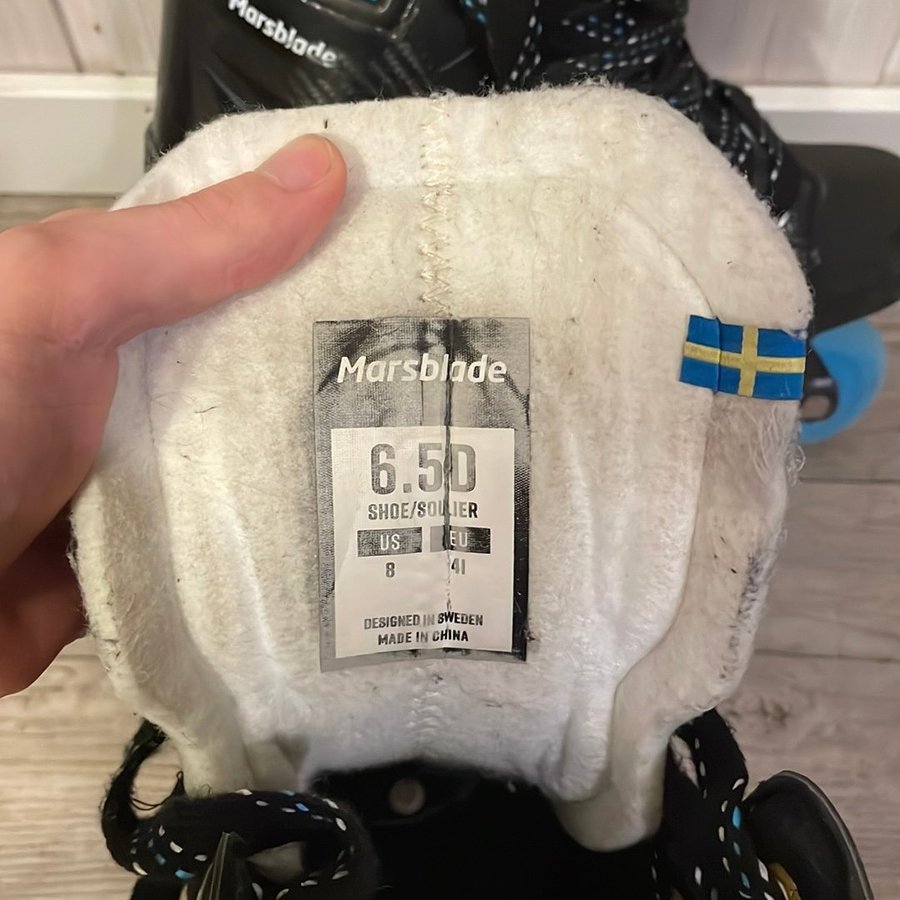 Marsblade
Marsblade
6.5D
SHOE/SOULIER
US EU
8 41
DESIGNED IN SWEDEN
MADE IN CHINA